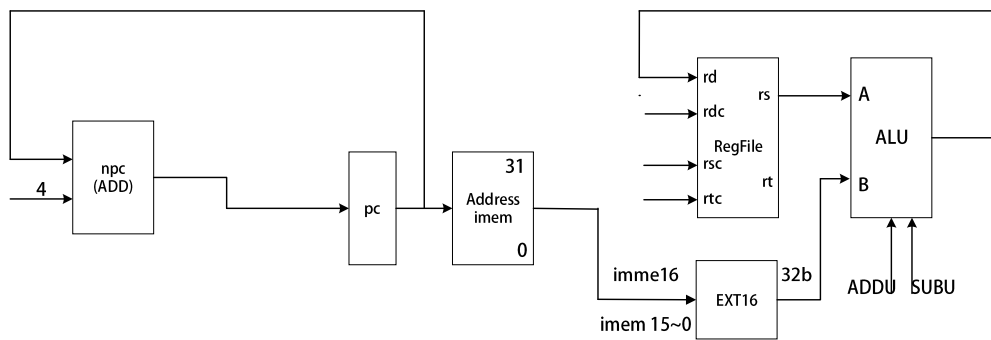 4
npc
(ADD)
pc
31
Address
imem
0
imme16
imem 15~0
EXT16
32b
rd
rdc
rsc
rtc
rs
RegFile
rt
A
ALU
B
ADDU
SUBU